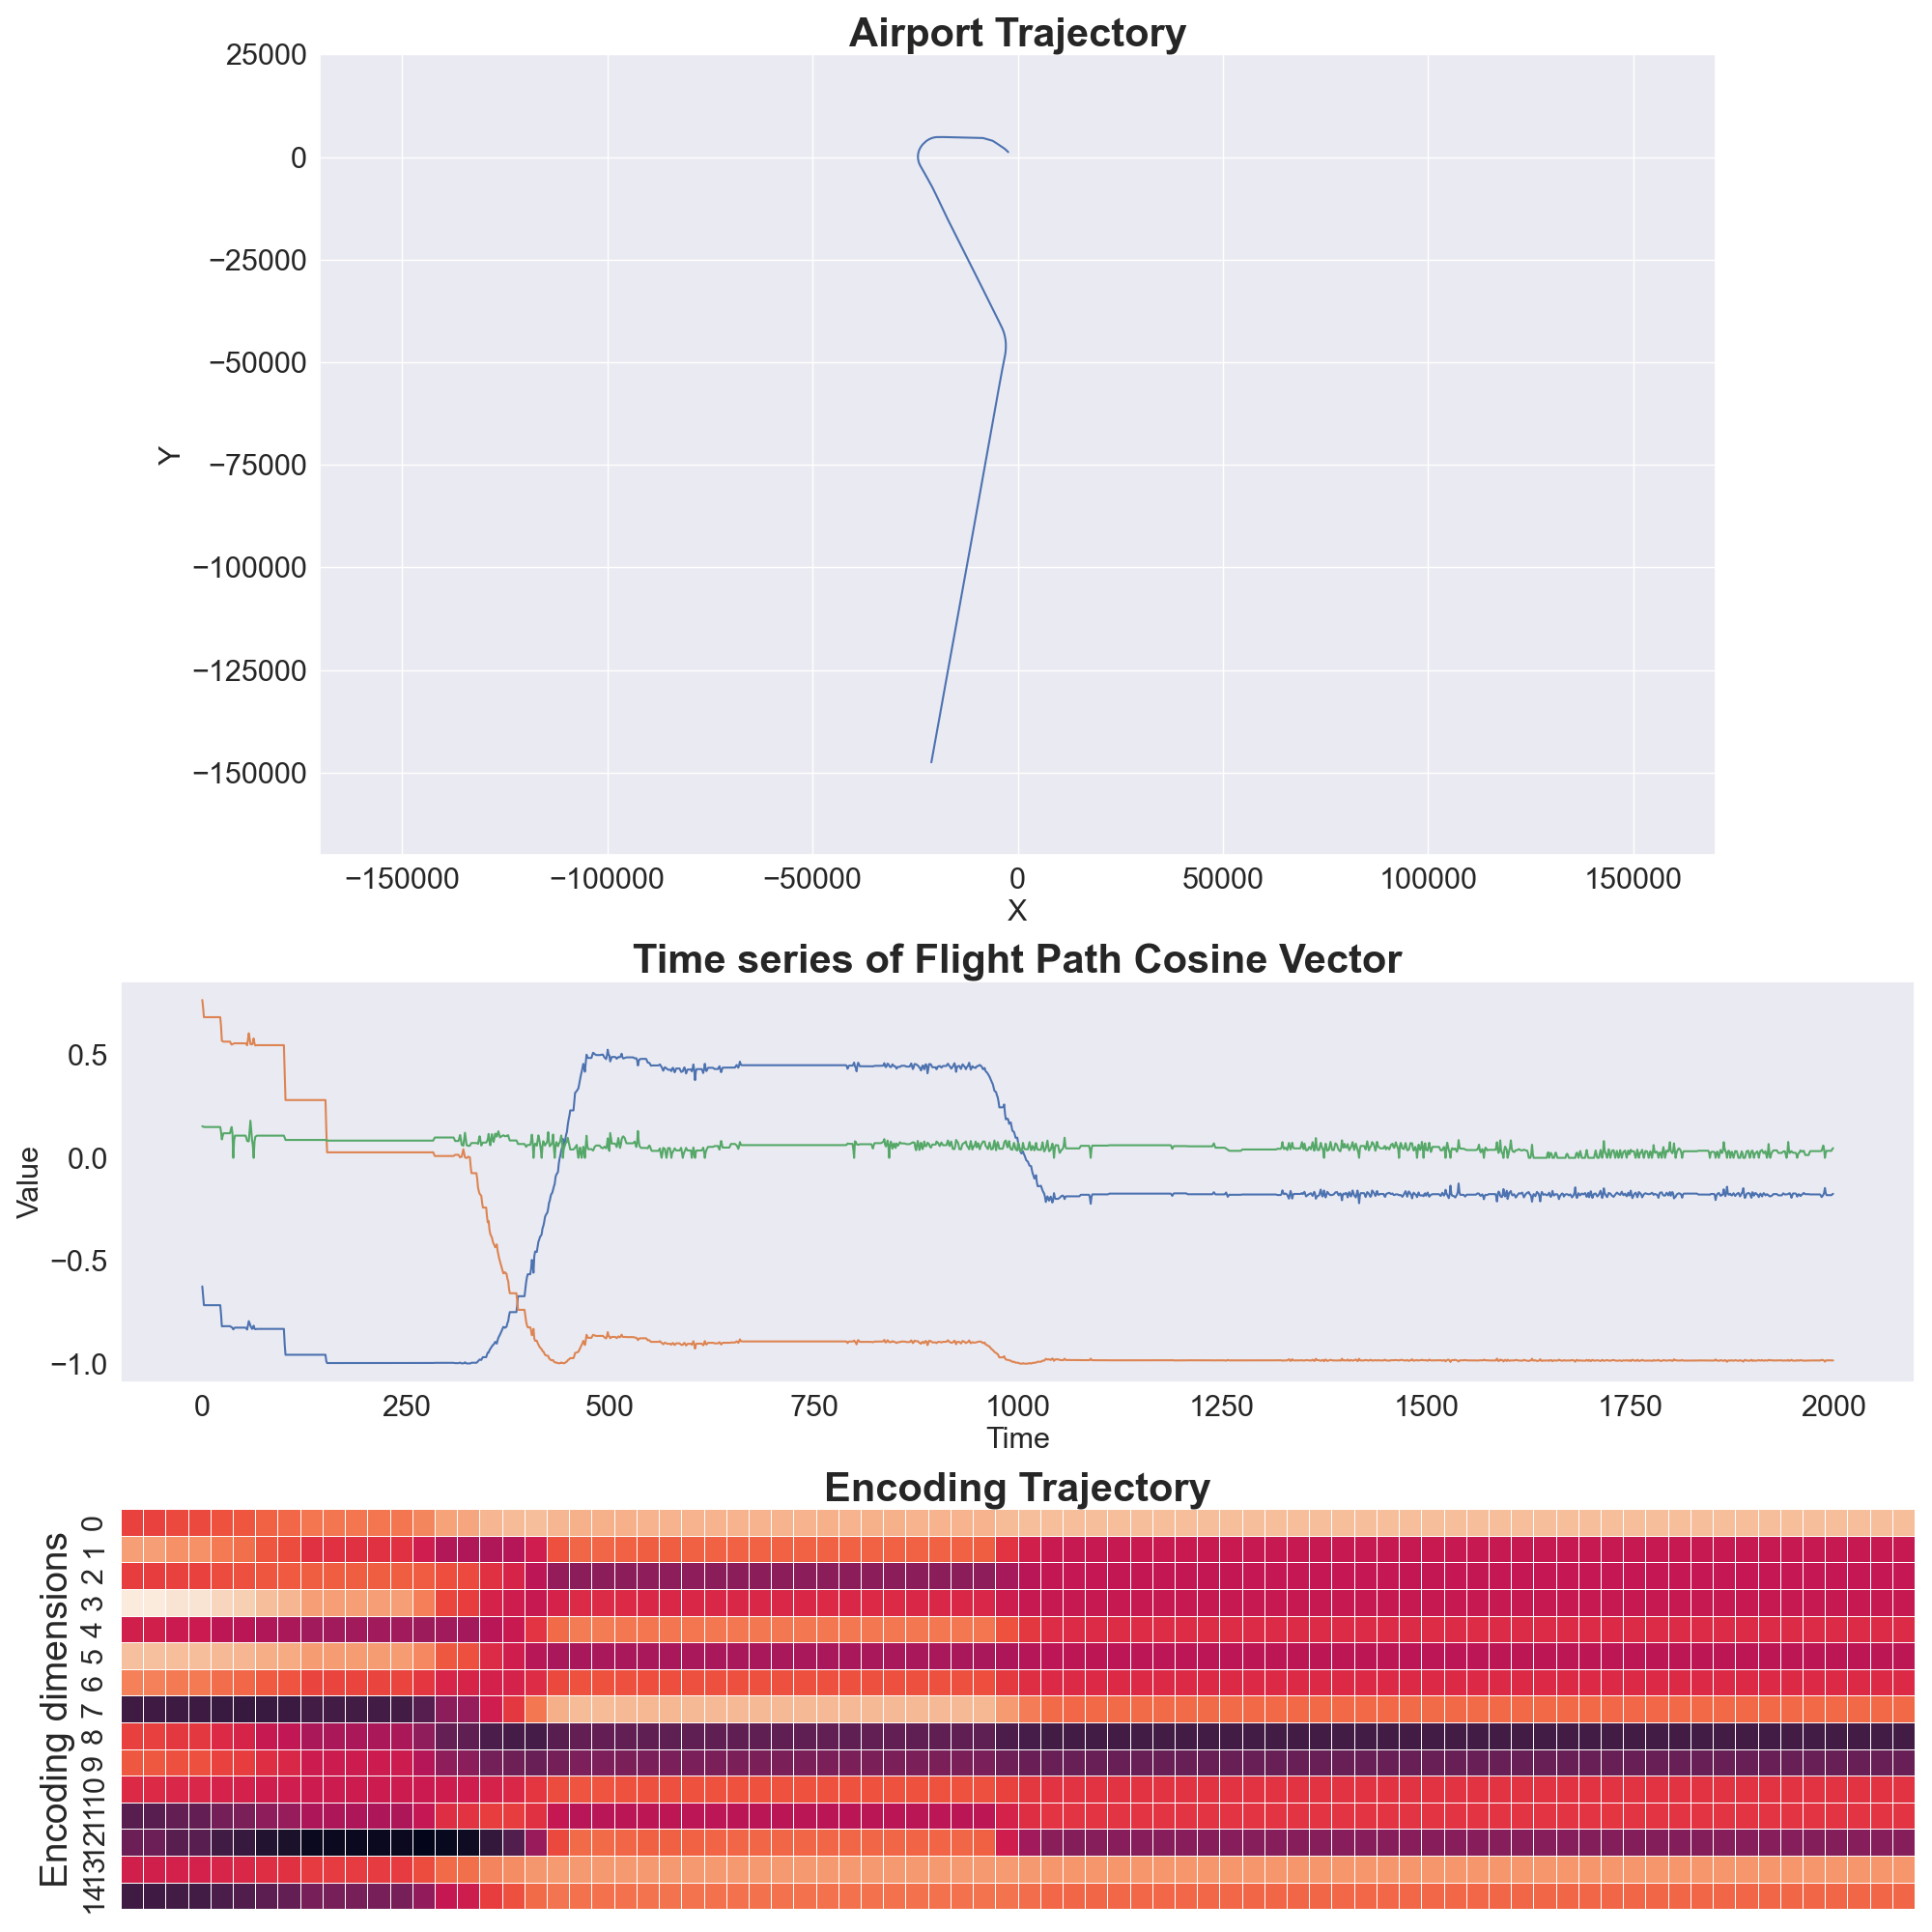 Airport Trajectory
25000
0
−25000
−50000
−75000
−100000
−125000
−150000
Y
−150000 −100000 −50000 0 50000 100000 150000
X
Time series of Flight Path Cosine Vector
0.5
0.0
−0.5
−1.0
Value
0 250 500 750 1000 1250 1500 1750 2000
Time
Encoding Trajectory
Encoding dimensions
0
1
2
3
4
5
6
7
8
9
10
11
12
13
14